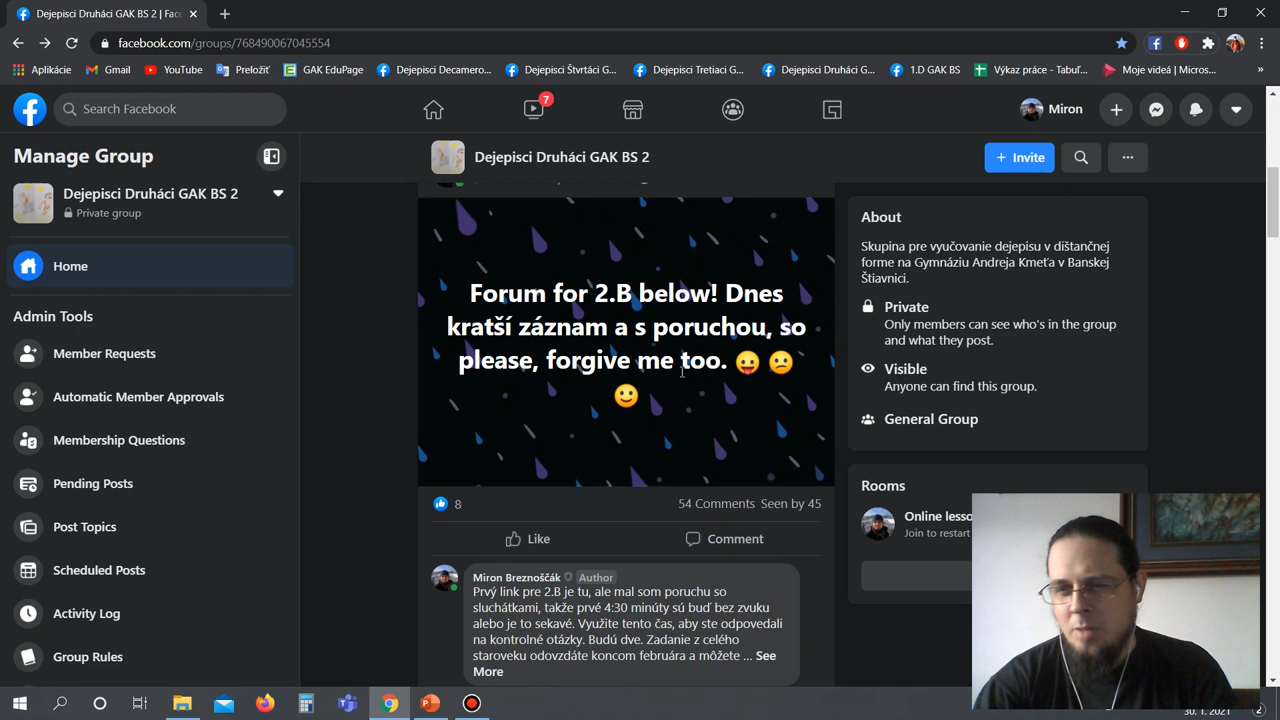 Dejepisci Druháci GAK BS 2 | Fac
facebook.com/groups/768490067045554
Aplikácie
Gmail
YouTube
Preložiť
GAK EduPage
Dejepisci Decamero...
Dejepisci Štvrtáci G...
Dejepisci Tretiaci G...
Dejepisci Druháci G...
1.D GAK BS
Výkaz práce - Tabuľ...
Moje videá | Micros...
»
Search Facebook
7
Miron
Manage Group
Dejepisci Druháci GAK BS 2
Private group
Home
Admin Tools
Member Requests
Automatic Member Approvals
Membership Questions
Pending Posts
Post Topics
Scheduled Posts
Activity Log
Group Rules
Dejepisci Druháci GAK BS 2
+ Invite
Forum for 2.B below! Dnes
kratší záznam a s poruchou, so
please, forgive me too. 😛 😕
🙂
8
54 Comments Seen by 45
Like
Comment
Miron Breznoščák Author
Prvý link pre 2.B je tu, ale mal som poruchu so
sluchátkami, takže prvé 4:30 minúty sú buď bez zvuku
alebo je to sekavé. Využite tento čas, aby ste odpovedali
na kontrolné otázky. Budú dve. Zadanie z celého
staroveku odovzdáte koncom februára a môžete ... See
More
About
Skupina pre vyučovanie dejepisu v dištančnej
forme na Gymnáziu Andreja Kmeťa v Banskej
Štiavnici.
Private
Only members can see who's in the group
and what they post.
Visible
Anyone can find this group.
General Group
Rooms
Online lesso
Join to restart
30. 1. 2021
2